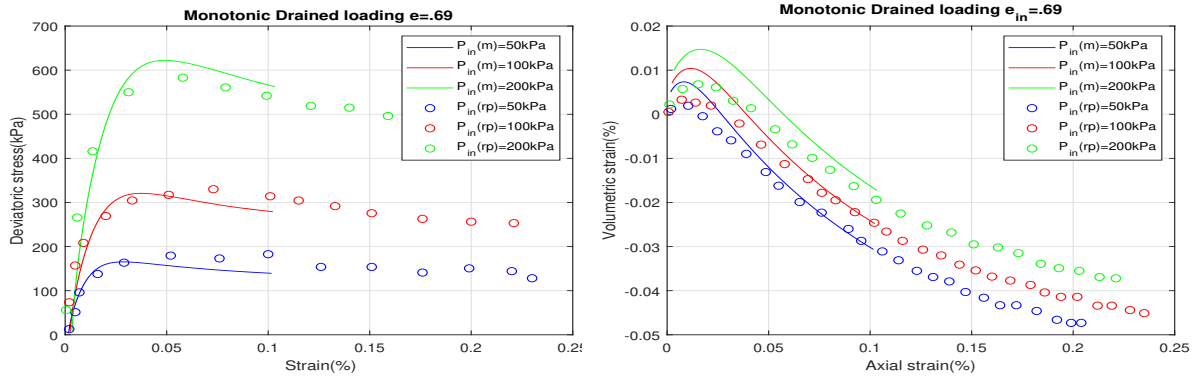 Monotonic Drained loading e=.69
700
600
500
400
300
200
100
0
0
0.05
0.1
0.15
0.2
0.25
Deviatoric stress(kPa)
Strain(%)
P_in(m)=50kPa
P_in(m)=100kPa
P_in(m)=200kPa
P_in(rp)=50kPa
P_in(rp)=100kPa
P_in(rp)=200kPa
Monotonic Drained loading e_in=.69
0.02
0.01
0
-0.01
-0.02
-0.03
-0.04
-0.05
0
0.05
0.1
0.15
0.2
0.25
Volumetric strain(%)
Axial strain(%)
P_in(m)=50kPa
P_in(m)=100kPa
P_in(m)=200kPa
P_in(rp)=50kPa
P_in(rp)=100kPa
P_in(rp)=200kPa